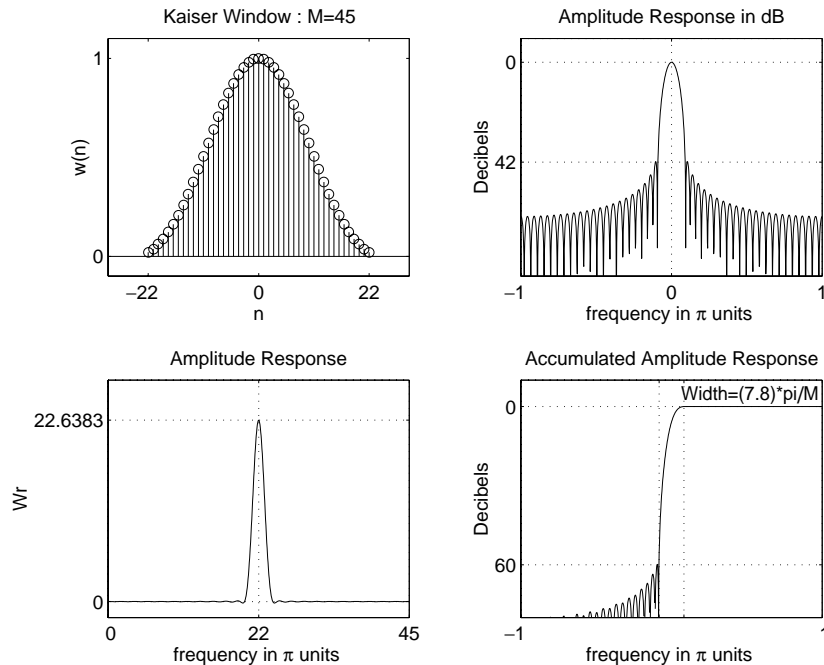 Kaiser Window : M=45
w(n)
1
0
−22
0
22
n
Amplitude Response in dB
Decibels
0
42
−1
0
1
frequency in π units
Amplitude Response
Wr
22.6383
0
0
22
45
frequency in π units
Accumulated Amplitude Response
Width=(7.8)*pi/M
Decibels
0
60
−1
1
frequency in π units